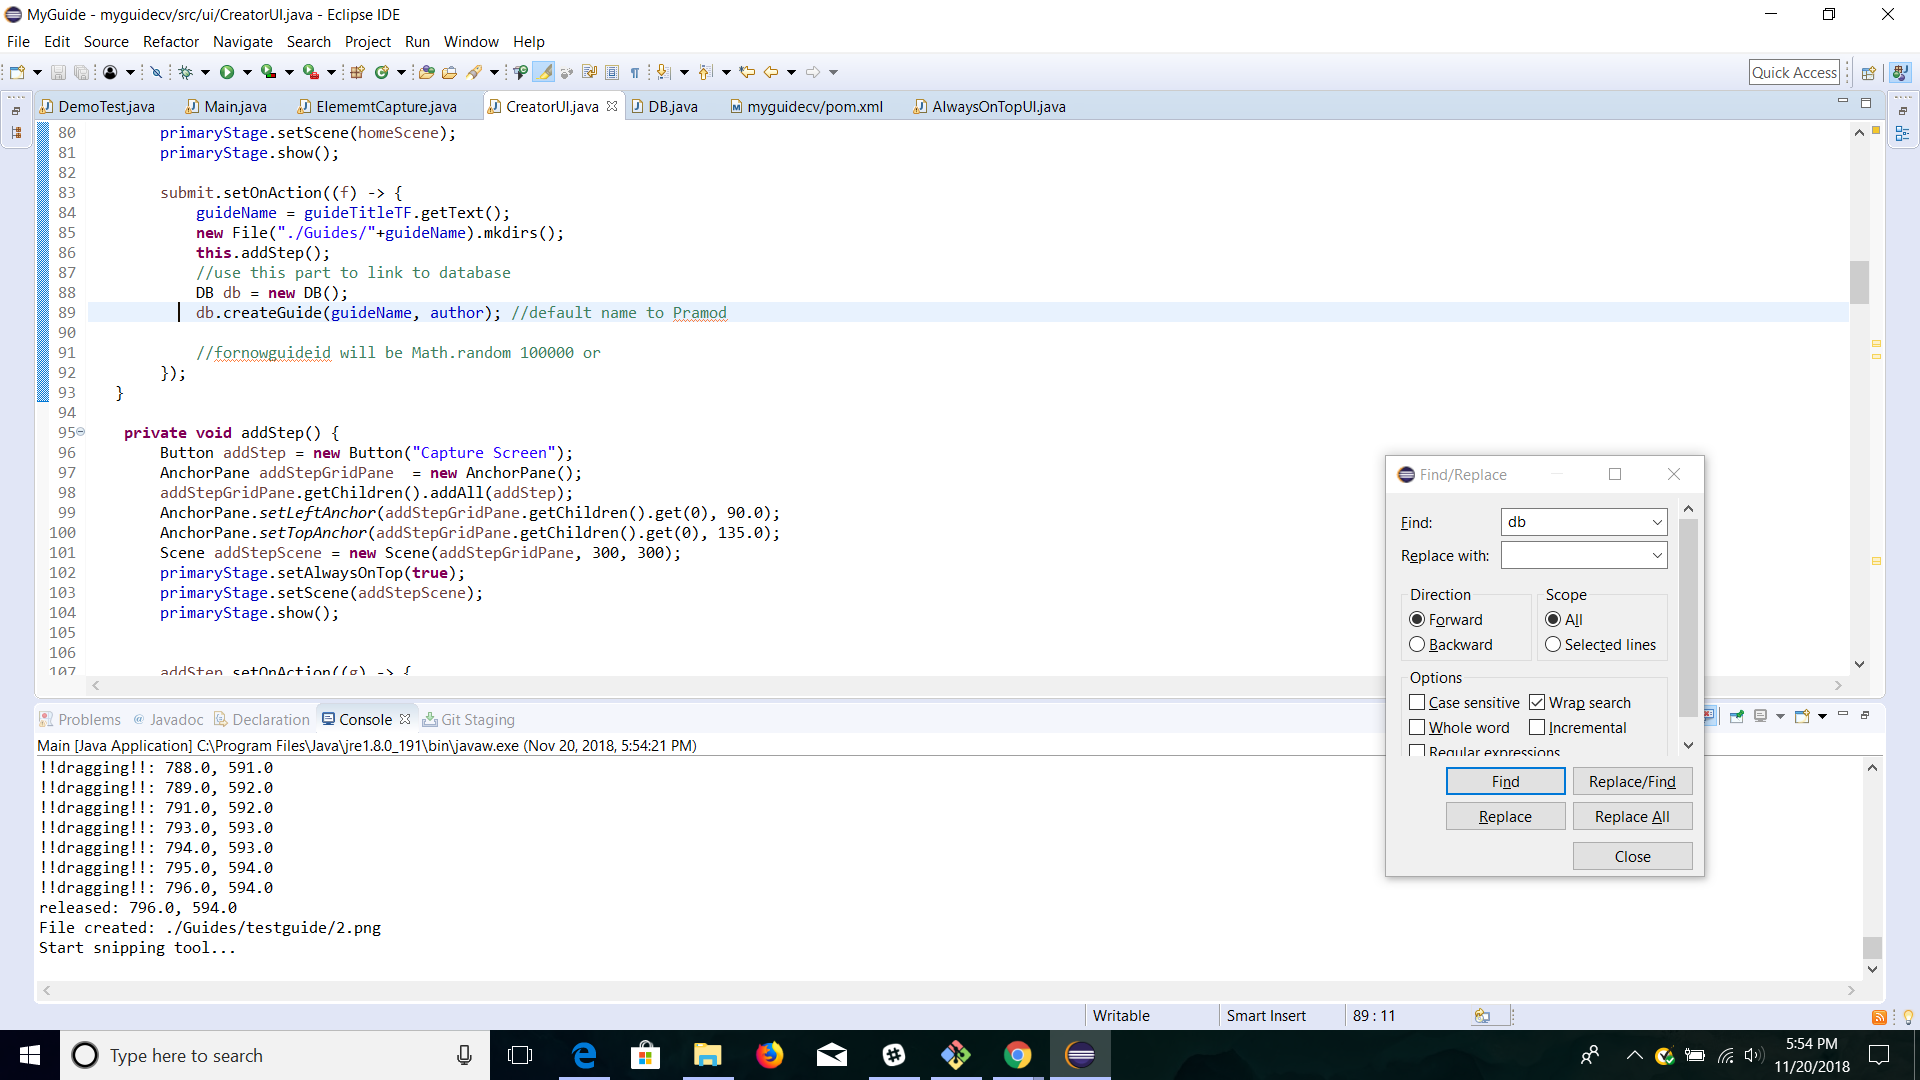 MyGuide - myguidecv/src/ui/CreatorUI.java - Eclipse IDE
File Edit Source Refactor Navigate Search Project Run Window Help
Quick Access
DemoTest.java Main.java ElememtCapture.java CreatorUI.java DB.java myguidecv/pom.xml AlwaysOnTopUI.java
80 primaryStage.setScene(homeScene);
81 primaryStage.show();
82
83 submit.setOnAction((f) -> {
84 guideName = guideTitleTF.getText();
85 new File("./Guides/"+guideName).mkdirs();
86 this.addStep();
87 //use this part to link to database
88 DB db = new DB();
89 db.createGuide(guideName, author); //default name to Pramod
90
91 //fornowguideid will be Math.random 100000 or
92 });
93 }
94
95 private void addStep() {
96 Button addStep = new Button("Capture Screen");
97 AnchorPane addStepGridPane  = new AnchorPane();
98 addStepGridPane.getChildren().addAll(addStep);
99 AnchorPane.setLeftAnchor(addStepGridPane.getChildren().get(0), 90.0);
100 AnchorPane.setTopAnchor(addStepGridPane.getChildren().get(0), 135.0);
101 Scene addStepScene = new Scene(addStepGridPane, 300, 300);
102 primaryStage.setAlwaysOnTop(true);
103 primaryStage.setScene(addStepScene);
104 primaryStage.show();
105
106
107 addStep.setOnAction((g) -> {
Find/Replace
Find: db
Replace with:
Direction Scope
Forward All
Backward Selected lines
Options
Case sensitive Wrap search
Whole word Incremental
Regular expressions
Find Replace/Find
Replace Replace All
Close
Problems @ Javadoc Declaration Console Git Staging
Main [Java Application] C:\Program Files\Java\jre1.8.0_191\bin\javaw.exe (Nov 20, 2018, 5:54:21 PM)
!!dragging!!: 788.0, 591.0
!!dragging!!: 789.0, 592.0
!!dragging!!: 791.0, 592.0
!!dragging!!: 793.0, 593.0
!!dragging!!: 794.0, 593.0
!!dragging!!: 795.0, 594.0
!!dragging!!: 796.0, 594.0
released: 796.0, 594.0
File created: ./Guides/testguide/2.png
Start snipping tool...
Writable Smart Insert 89 : 11
Type here to search
5:54 PM
11/20/2018